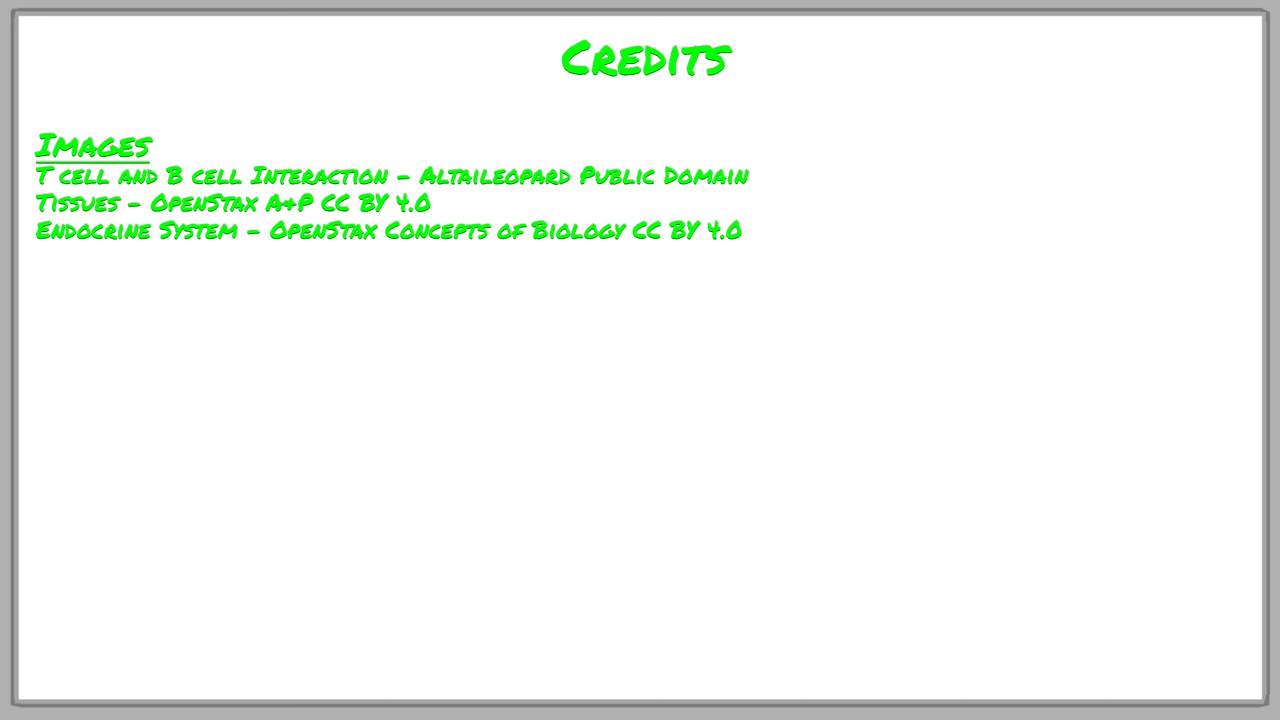 Credits
Images
T cell and B cell Interaction – Altaileopard Public Domain
Tissues – OpenStax A+P CC BY 4.0
Endocrine System – OpenStax Concepts of Biology CC BY 4.0